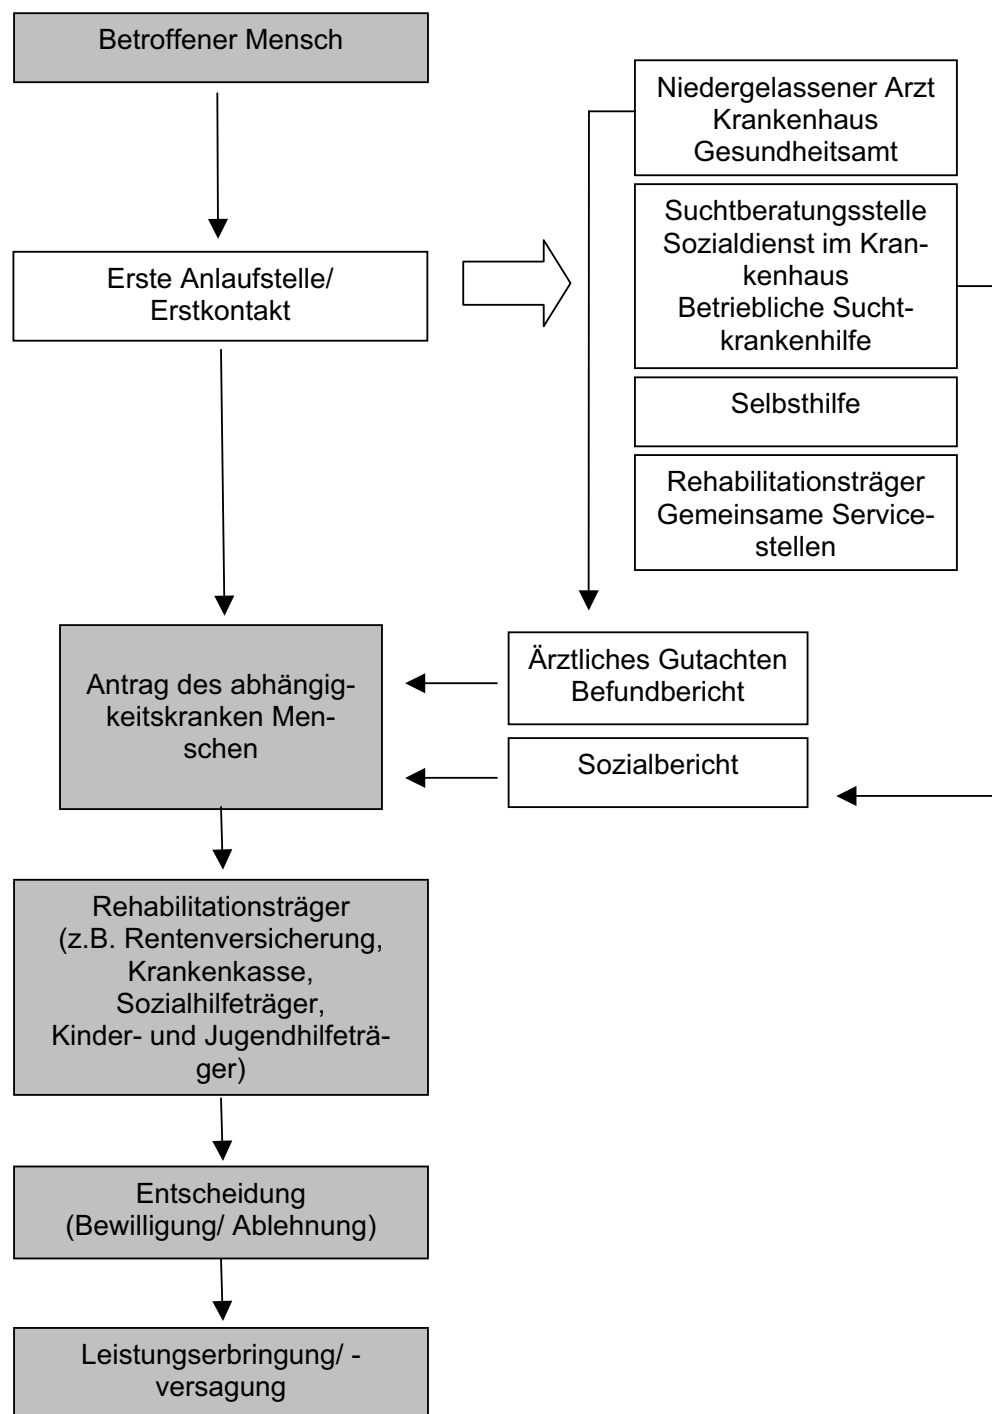 Betroffener Mensch
Niedergelassener Arzt
Krankenhaus
Gesundheitsamt
Suchtberatungsstelle
Sozialdienst im Kran-
kenhaus
Betriebliche Sucht-
krankenhilfe
Erste Anlaufstelle/
Erstkontakt
Selbsthilfe
Rehabilitationsträger
Gemeinsame Service-
stellen
Antrag des abhängig-
keitskranken Men-
schen
Ärztliches Gutachten
Befundbericht
Sozialbericht
Rehabilitationsträger
(z.B. Rentenversicherung,
Krankenkasse,
Sozialhilfeträger,
Kinder- und Jugendhilfeträ-
ger)
Entscheidung
(Bewilligung/ Ablehnung)
Leistungserbringung/ -
versagung